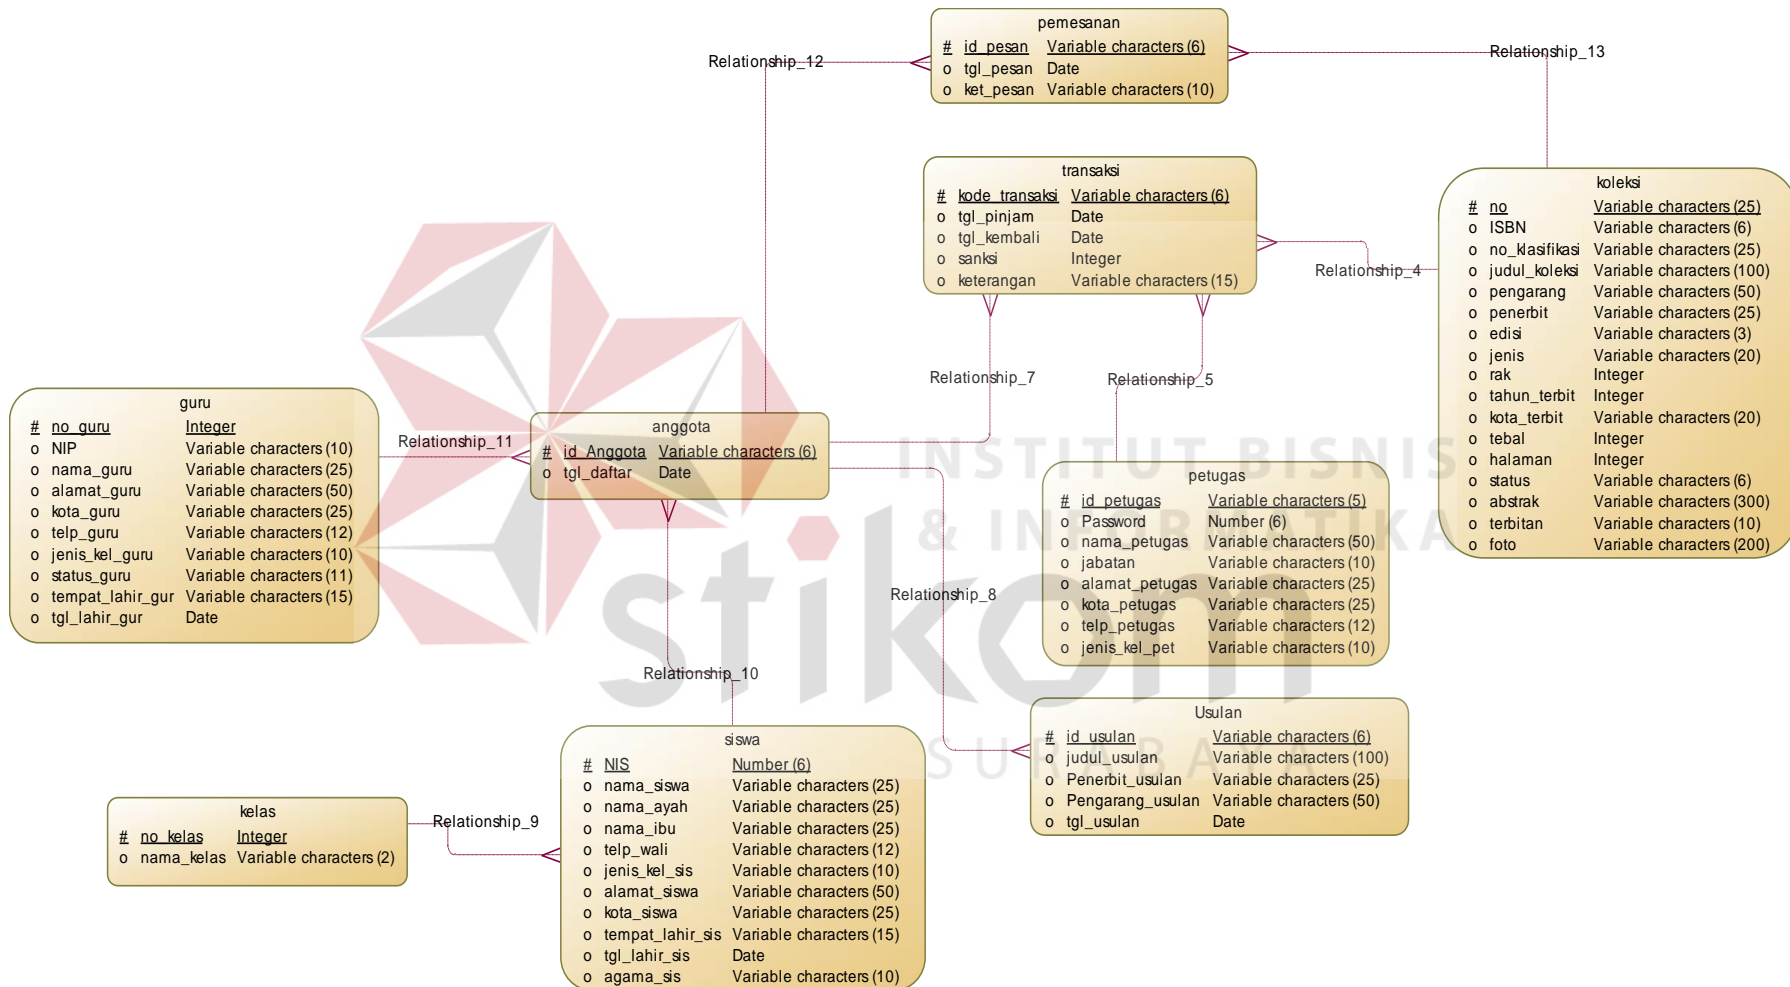 pemesanan
# id_pesan Variable characters (6)
o tgl_pesan Date
o ket_pesan Variable characters (10)
Relationship_12
Relationship_13
transaksi
# kode_transaksi Variable characters (6)
o tgl_pinjam Date
o tgl_kembali Date
o sanksi Integer
o keterangan Variable characters (15)
Relationship_4
koleksi
# no Variable characters (25)
o ISBN Variable characters (6)
o no_klasifikasi Variable characters (25)
o judul_koleksi Variable characters (100)
o pengarang Variable characters (50)
o penerbit Variable characters (25)
o edisi Variable characters (3)
o jenis Variable characters (20)
o rak Integer
o tahun_terbit Integer
o kota_terbit Variable characters (20)
o tebal Integer
o halaman Integer
o status Variable characters (6)
o abstrak Variable characters (300)
o terbitan Variable characters (10)
o foto Variable characters (200)
Relationship_7
Relationship_5
guru
# no_guru Integer
o NIP Variable characters (10)
o nama_guru Variable characters (25)
o alamat_guru Variable characters (50)
o kota_guru Variable characters (25)
o telp_guru Variable characters (12)
o jenis_kel_guru Variable characters (10)
o status_guru Variable characters (11)
o tempat_lahir_gur Variable characters (15)
o tgl_lahir_gur Date
Relationship_11
anggota
# id_Anggota Variable characters (6)
o tgl_daftar Date
INSTITUT BISNIS
& INFORMATIKA
stikom
SURABAYA
petugas
# id_petugas Variable characters (5)
o Password Number (6)
o nama_petugas Variable characters (50)
o jabatan Variable characters (10)
o alamat_petugas Variable characters (25)
o kota_petugas Variable characters (25)
o telp_petugas Variable characters (12)
o jenis_kel_pet Variable characters (10)
Relationship_8
Relationship_10
Usulan
# id_usulan Variable characters (6)
o judul_usulan Variable characters (100)
o Penerbit_usulan Variable characters (25)
o Pengarang_usulan Variable characters (50)
o tgl_usulan Date
siswa
# NIS Number (6)
o nama_siswa Variable characters (25)
o nama_ayah Variable characters (25)
o nama_ibu Variable characters (25)
o telp_wali Variable characters (12)
o jenis_kel_sis Variable characters (10)
o alamat_siswa Variable characters (50)
o kota_siswa Variable characters (25)
o tempat_lahir_sis Variable characters (15)
o tgl_lahir_sis Date
o agama_sis Variable characters (10)
kelas
# no_kelas Integer
o nama_kelas Variable characters (2)
Relationship_9